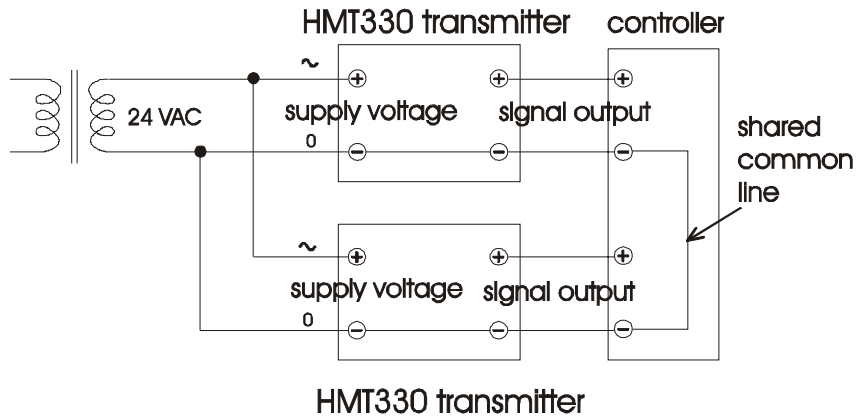 HMT330 transmitter
controller
~
+ + +
24 VAC
supply voltage
signal output
0
- - -
shared
common
line
~
+ + +
supply voltage
signal output
0
- - -
HMT330 transmitter